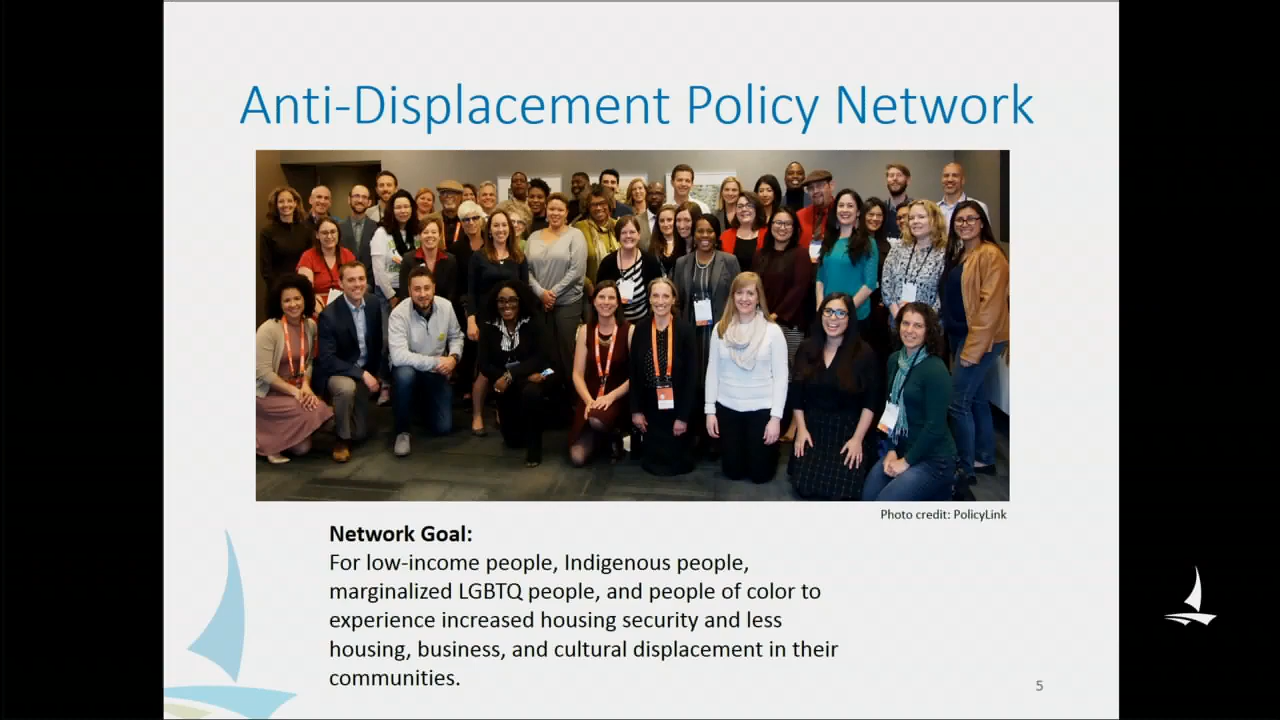 Anti-Displacement Policy Network
Photo credit: PolicyLink
Network Goal:
For low-income people, Indigenous people,
marginalized LGBTQ people, and people of color to
experience increased housing security and less
housing, business, and cultural displacement in their
communities.
5